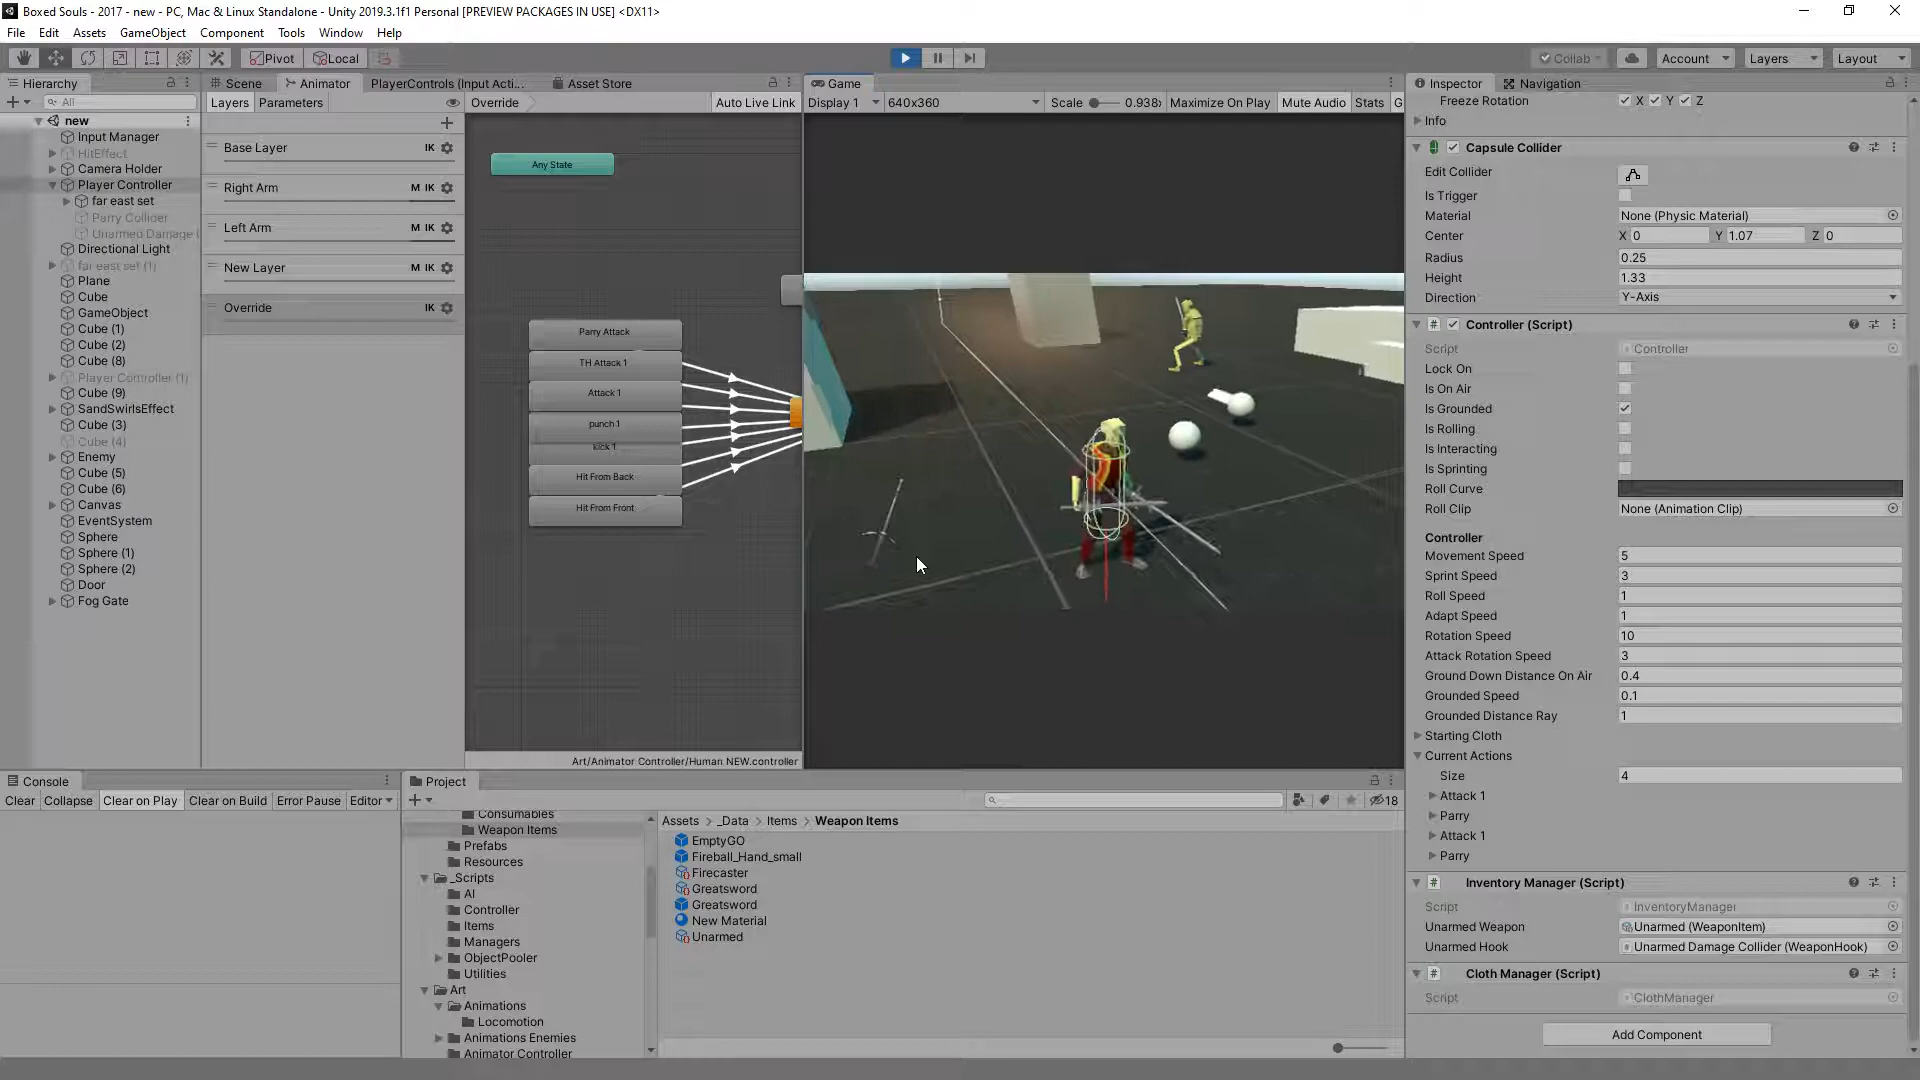 Boxed Souls - 2017 - new - PC, Mac & Linux Standalone - Unity 2019.3.1f1 Personal [PREVIEW PACKAGES IN USE] <DX11>
File Edit Assets GameObject Component Tools Window Help
Pivot Local Collab Account Layers Layout
Hierarchy
All
new
Input Manager
HitEffect
Camera Holder
Player Controller
far east set
Parry Collider
Unarmed Damage
Directional Light
far east set (1)
Plane
Cube
GameObject
Cube (1)
Cube (2)
Cube (8)
Player Controller (1)
Cube (9)
SandSwirlsEffect
Cube (3)
Cube (4)
Enemy
Cube (5)
Cube (6)
Canvas
EventSystem
Sphere
Sphere (1)
Sphere (2)
Door
Fog Gate
Scene Animator PlayerControls (Input Acti... Asset Store
Layers Parameters Override Auto Live Link
Base Layer IK
Right Arm M IK
Left Arm M IK
New Layer M IK
Override IK
Any State
Parry Attack
TH Attack 1
Attack 1
punch 1
kick 1
Hit From Back
Hit From Front
Art/Animator Controller/Human NEW.controller
Game
Display 1 640x360 Scale 0.938x Maximize On Play Mute Audio Stats G
Inspector Navigation
Freeze Rotation X Y Z
Info
Capsule Collider
Edit Collider
Is Trigger
Material None (Physic Material)
Center X 0 Y 1.07 Z 0
Radius 0.25
Height 1.33
Direction Y-Axis
# Controller (Script)
Script Controller
Lock On
Is On Air
Is Grounded
Is Rolling
Is Interacting
Is Sprinting
Roll Curve
Roll Clip None (Animation Clip)
Controller
Movement Speed 5
Sprint Speed 3
Roll Speed 1
Adapt Speed 1
Rotation Speed 10
Attack Rotation Speed 3
Ground Down Distance On Air 0.4
Grounded Speed 0.1
Grounded Distance Ray 1
Starting Cloth
Current Actions
Size 4
Attack 1
Parry
Attack 1
Parry
# Inventory Manager (Script)
Script InventoryManager
Unarmed Weapon Unarmed (WeaponItem)
Unarmed Hook Unarmed Damage Collider (WeaponHook)
# Cloth Manager (Script)
Script ClothManager
Add Component
Console
Clear Collapse Clear on Play Clear on Build Error Pause Editor
Project
18
Consumables
Weapon Items
Prefabs
Resources
_Scripts
AI
Controller
Items
Managers
ObjectPooler
Utilities
Art
Animations
Locomotion
Animations Enemies
Animator Controller
Assets > _Data > Items > Weapon Items
EmptyGO
Fireball_Hand_small
Firecaster
Greatsword
Greatsword
New Material
Unarmed